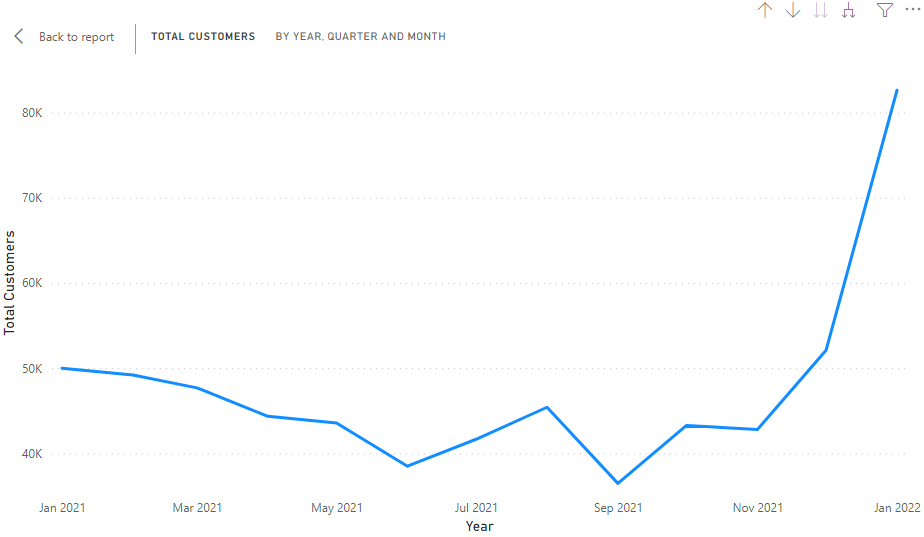 Back to report
TOTAL CUSTOMERS
BY YEAR, QUARTER AND MONTH
80K
70K
60K
50K
40K
Total Customers
Jan 2021
Mar 2021
May 2021
Jul 2021
Sep 2021
Nov 2021
Jan 2022
Year